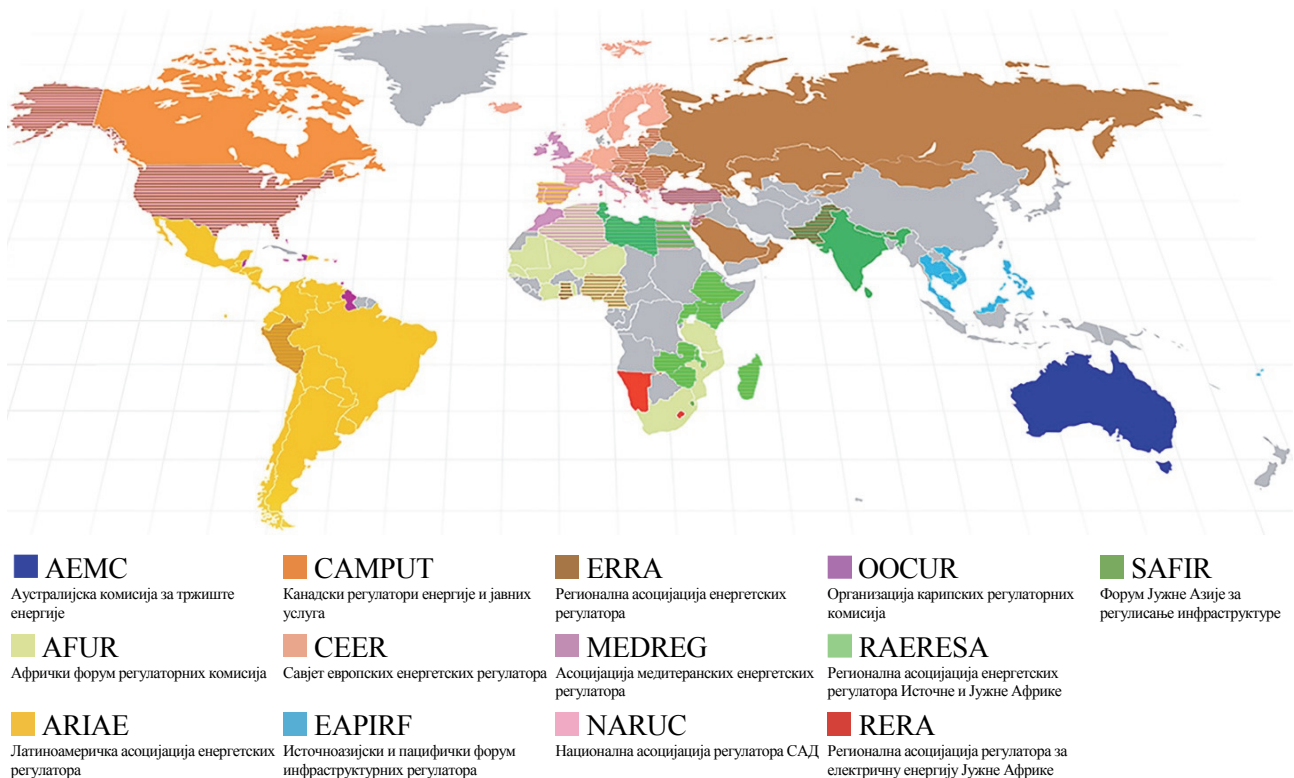 AEMC
Аустралијска комисија за тржиште
енергије
CAMPUT
Канадски регулатори енергије и јавних
услуга
ERRA
Регионална асоцијација енергетских
регулатора
OOCUR
Организација карипских регулаторних
комисија
SAFIR
Форум Јужне Азије за
регулисање инфраструктуре
AFUR
Афрички форум регулаторних комисија
CEER
Савјет европских енергетских регулатора
MEDREG
Асоцијација медитеранских енергетских
регулатора
RAERESA
Регионална асоцијација енергетских
регулатора Источне и Јужне Африке
ARIAE
Латиноамеричка асоцијација енергетских
регулатора
EAPIRF
Источноазијски и пацифички форум
инфраструктурних регулатора
NARUC
Национална асоцијација регулатора САД
RERA
Регионална асоцијација регулатора за
електричну енергију Јужне Африке